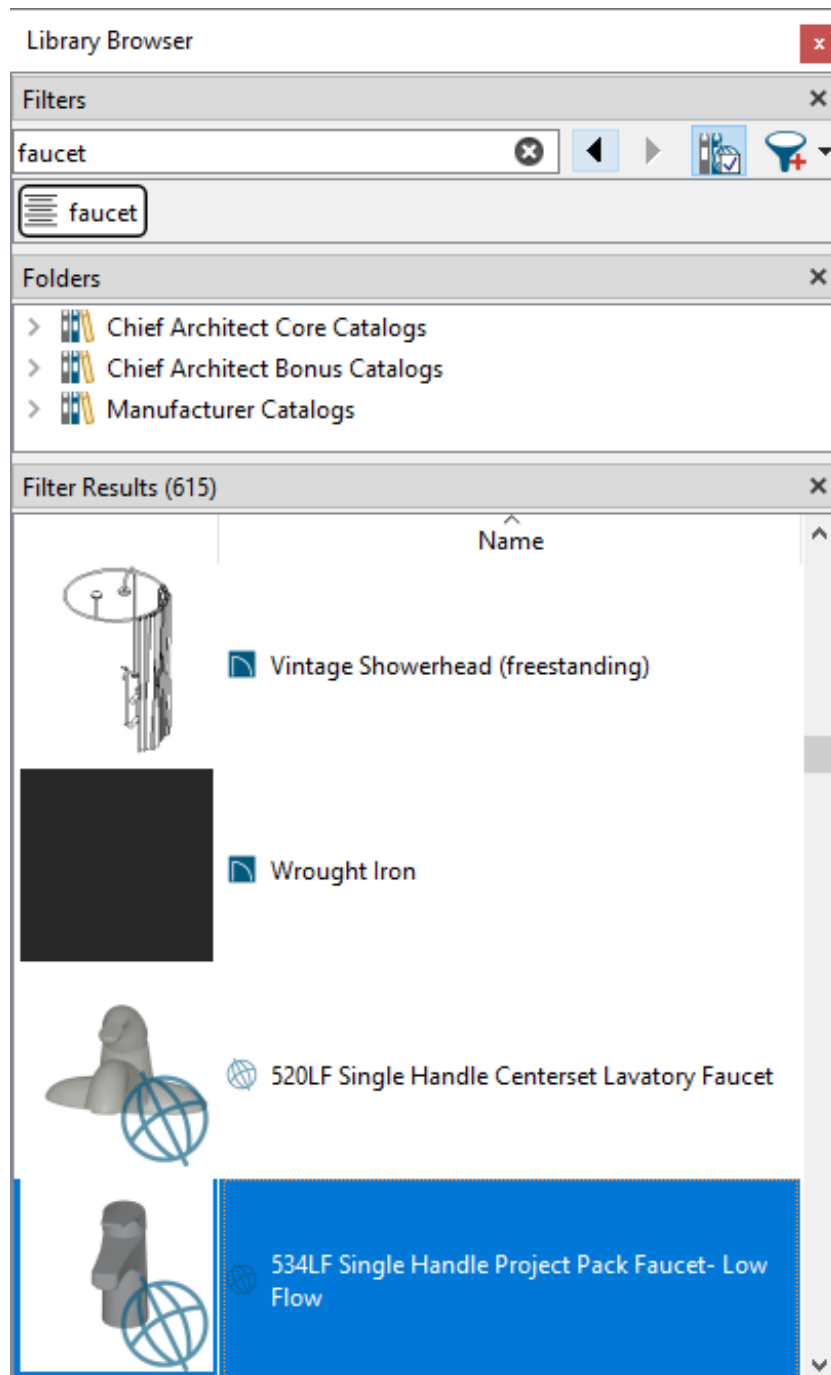 Library Browser
x
Filters
faucet
faucet
Folders
Chief Architect Core Catalogs
Chief Architect Bonus Catalogs
Manufacturer Catalogs
Filter Results (615)
Name
Vintage Showerhead (freestanding)
Wrought Iron
520LF Single Handle Centerset Lavatory Faucet
534LF Single Handle Project Pack Faucet- Low
Flow